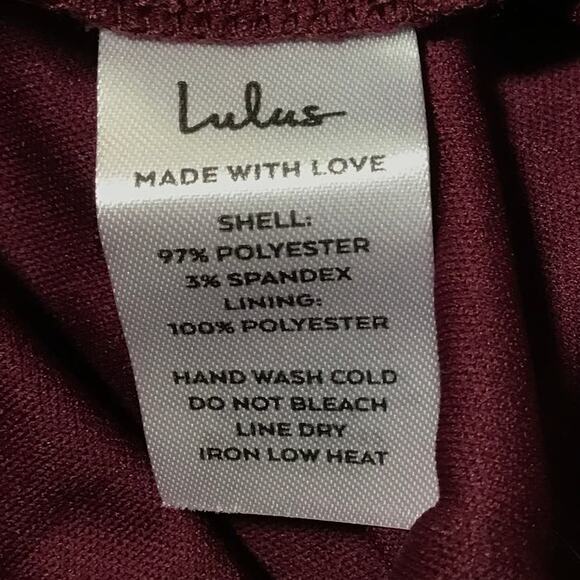 Lulus
MADE WITH LOVE
SHELL:
97% POLYESTER
3% SPANDEX
LINING:
100% POLYESTER
HAND WASH COLD
DO NOT BLEACH
LINE DRY
IRON LOW HEAT